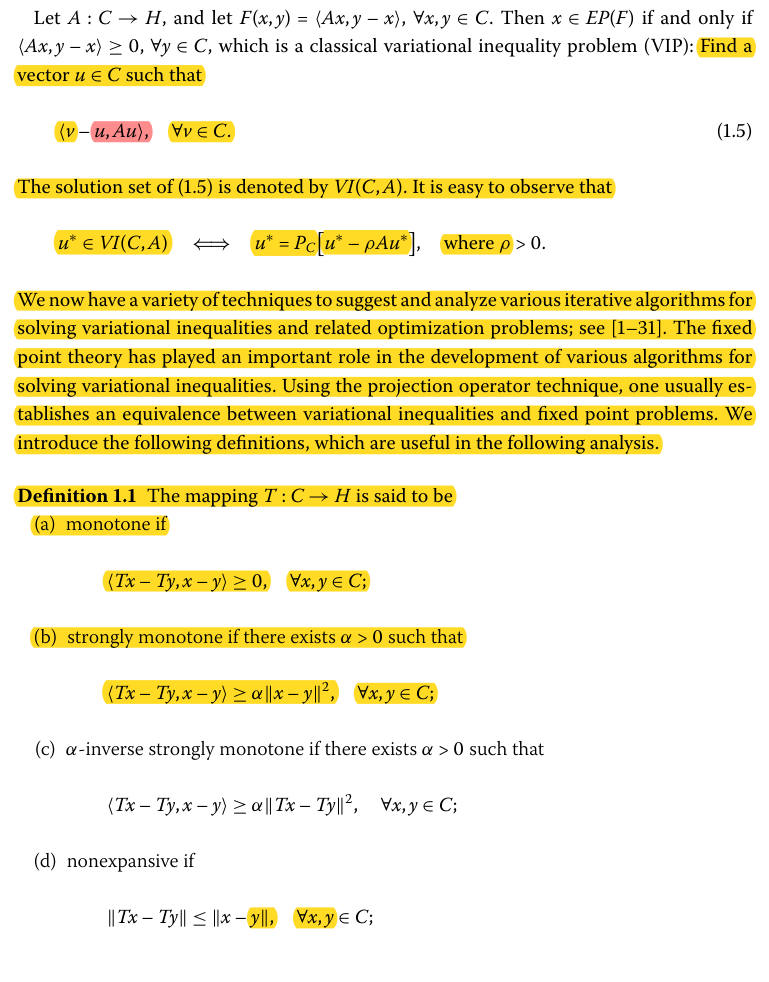 Let A : C → H, and let F(x, y) = ⟨Ax, y – x⟩, ∀x, y ∈ C. Then x ∈ EP(F) if and only if
⟨Ax, y – x⟩ ≥ 0, ∀y ∈ C, which is a classical variational inequality problem (VIP): Find a
vector u ∈ C such that
⟨v – u, Au⟩, ∀v ∈ C. (1.5)
The solution set of (1.5) is denoted by VI(C, A). It is easy to observe that
u* ∈ VI(C, A) ⟺ u* = P_C[u* – ρAu*], where ρ > 0.
We now have a variety of techniques to suggest and analyze various iterative algorithms for
solving variational inequalities and related optimization problems; see [1–31]. The fixed
point theory has played an important role in the development of various algorithms for
solving variational inequalities. Using the projection operator technique, one usually es-
tablishes an equivalence between variational inequalities and fixed point problems. We
introduce the following definitions, which are useful in the following analysis.
Definition 1.1 The mapping T : C → H is said to be
(a) monotone if
⟨Tx – Ty, x – y⟩ ≥ 0, ∀x, y ∈ C;
(b) strongly monotone if there exists α > 0 such that
⟨Tx – Ty, x – y⟩ ≥ α‖x – y‖², ∀x, y ∈ C;
(c) α-inverse strongly monotone if there exists α > 0 such that
⟨Tx – Ty, x – y⟩ ≥ α‖Tx – Ty‖², ∀x, y ∈ C;
(d) nonexpansive if
‖Tx – Ty‖ ≤ ‖x – y‖, ∀x, y ∈ C;